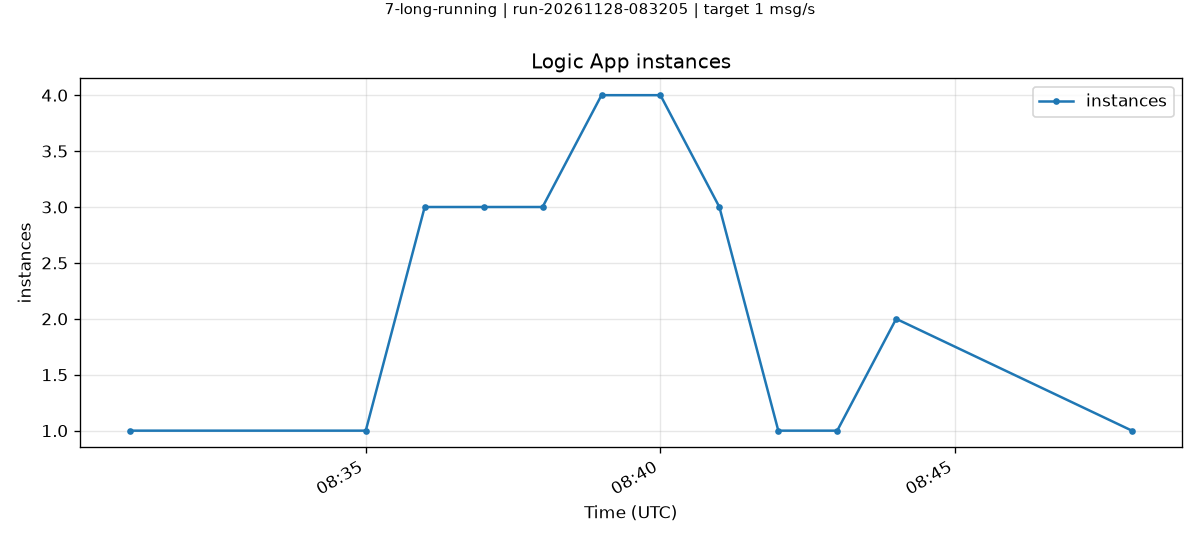 7-long-running | run-20261128-083205 | target 1 msg/s
Logic App instances
instances
4.0
3.5
3.0
2.5
2.0
1.5
1.0
instances
08:35
08:40
08:45
Time (UTC)